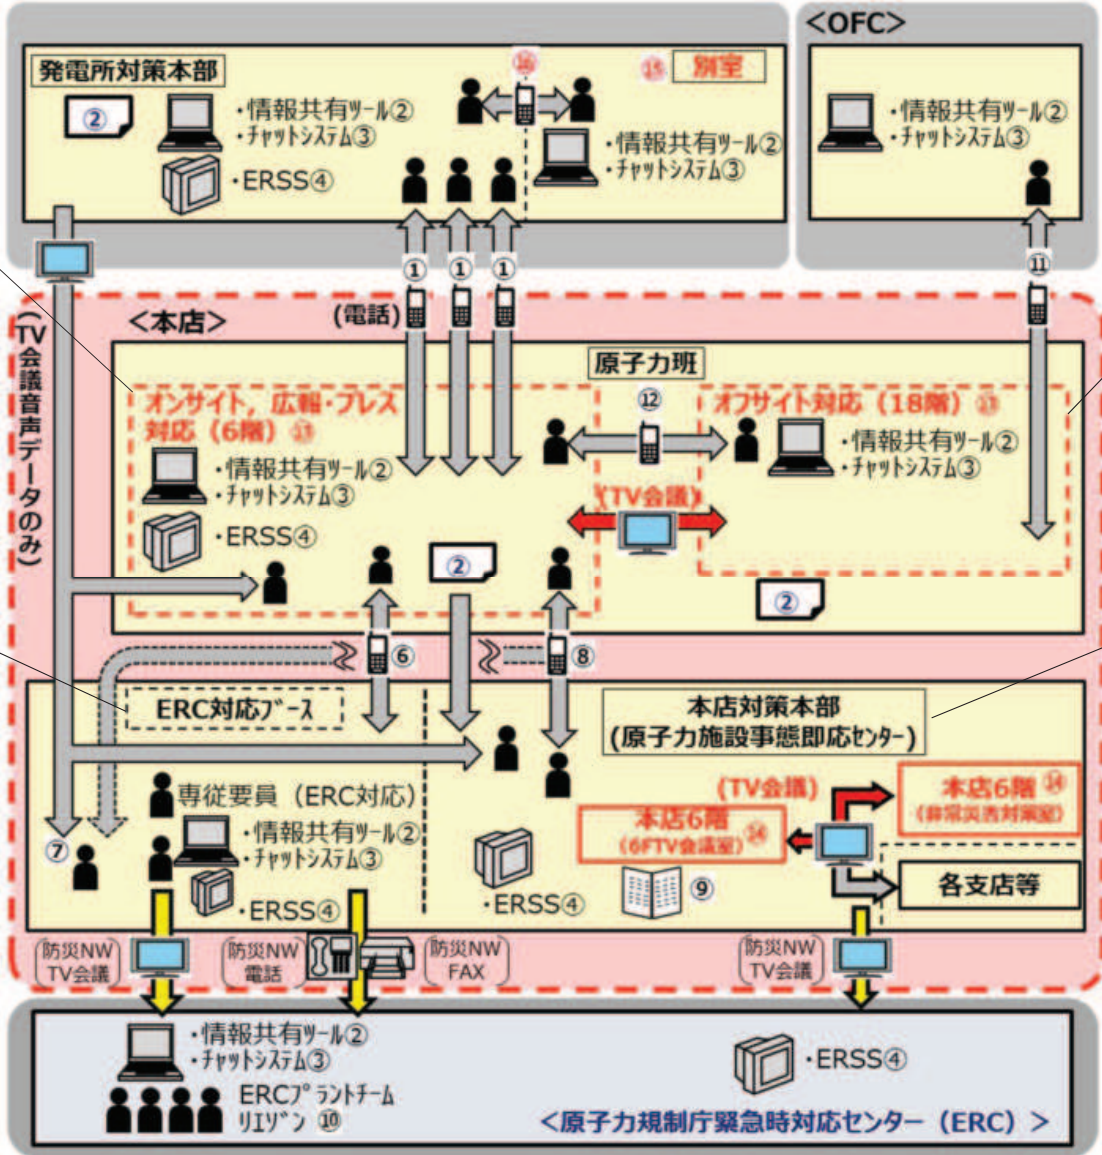 <OFC>
発電所対策本部
②
・情報共有ツール②
・チャットシステム③
・ERSS④
⑯
⑮ 別室
・情報共有ツール②
・チャットシステム③
・情報共有ツール②
・チャットシステム③
① ① ①
⑪
(TV会議音声データのみ)
<本店>
(電話)
原子力班
オンサイト，広報・プレス
対応（6階）⑬
・情報共有ツール②
・チャットシステム③
・ERSS④
⑫
オフサイト対応（18階）⑬
・情報共有ツール②
・チャットシステム③
(TV会議)
②
②
⑥
⑧
ERC対応ブース
本店対策本部
(原子力施設事態即応センター)
専従要員（ERC対応）
・情報共有ツール②
・チャットシステム③
・ERSS④
⑦
・ERSS④
⑨
(TV会議)
本店6階⑭
（非常災害対策室）
本店6階
（6FTV会議室）⑭
各支店等
防災NW
TV会議
防災NW
電話
防災NW
FAX
防災NW
TV会議
・情報共有ツール②
・チャットシステム③
ERCプラントチーム
リエゾン ⑩
・ERSS④
<原子力規制庁緊急時対応センター（ERC）>